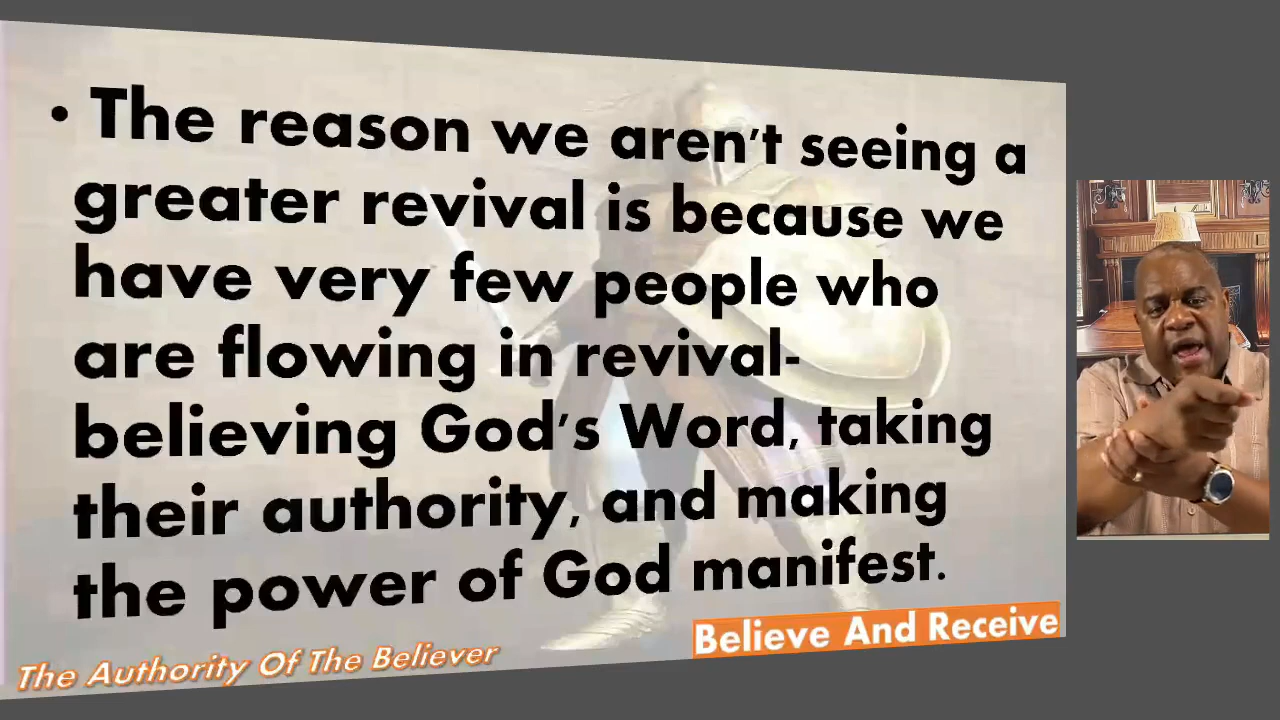 • The reason we aren't seeing a
greater revival is because we
have very few people who
are flowing in revival-
believing God's Word, taking
their authority, and making
the power of God manifest.
The Authority Of The Believer
Believe And Receive